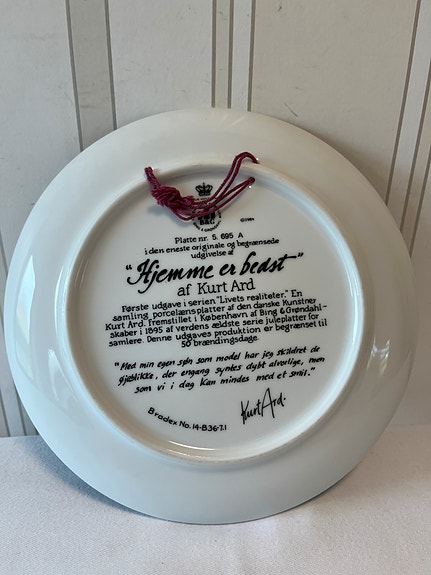 B&G
©1984
Platte nr. 5. 695 A
i den eneste originale og begrænsede
udgivelse af
"Hjemme er bedst"
af Kurt Ard
Første udgave i serien "Livets realiteter." En
samling porcelænsplatter af den danske Kunstner
Kurt Ard, fremstillet i København af Bing & Grøndahl-
skaber i 1895 af verdens ældste serie juleplatter for
samlere. Denne udgaves produktion er begrænset til
50 brændingsdage.
"Med min egen søn som model har jeg skildret de
øjeblikke, der engang syntes dybt alvorlige, men
som vi i dag kan mindes med et smil."
Kurt Ard.
Bradex No. 14-B36-7.1